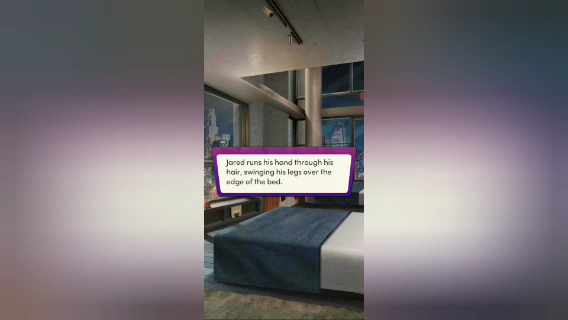 Jared runs his hand through his
hair, swinging his legs over the
edge of the bed.